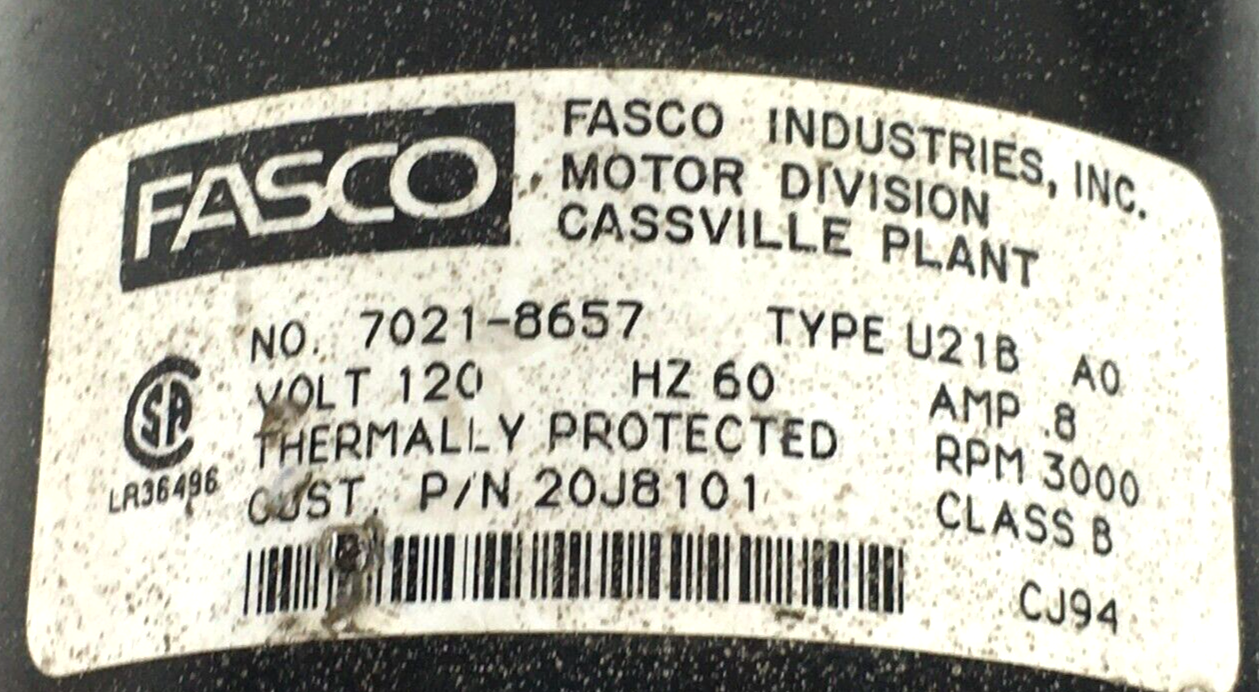 FASCO
FASCO INDUSTRIES, INC.
MOTOR DIVISION
CASSVILLE PLANT
NO. 7021-8657 TYPE U21B A0
VOLT 120 HZ 60 AMP .8
THERMALLY PROTECTED RPM 3000
CUST. P/N 20J8101 CLASS B
SA
LR36496
CJ94